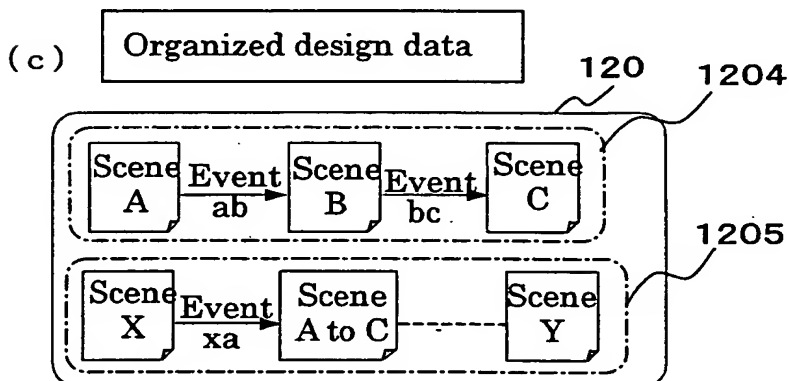 (c)
Organized design data
120
1204
Scene A
Event ab
Scene B
Event bc
Scene C
1205
Scene X
Event xa
Scene A to C
Scene Y